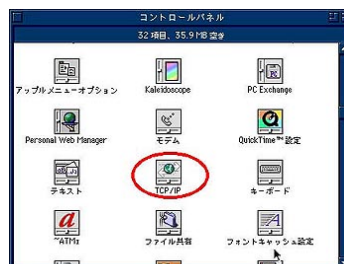 コントロールパネル
32 項目、35.9 MB 空き
アップルメニューオプション
Kaleidoscope
PC Exchange
Personal Web Manager
モデム
QuickTime™ 設定
テキスト
TCP/IP
キーボード
~ATM™
ファイル共有
フォントキャッシュ設定